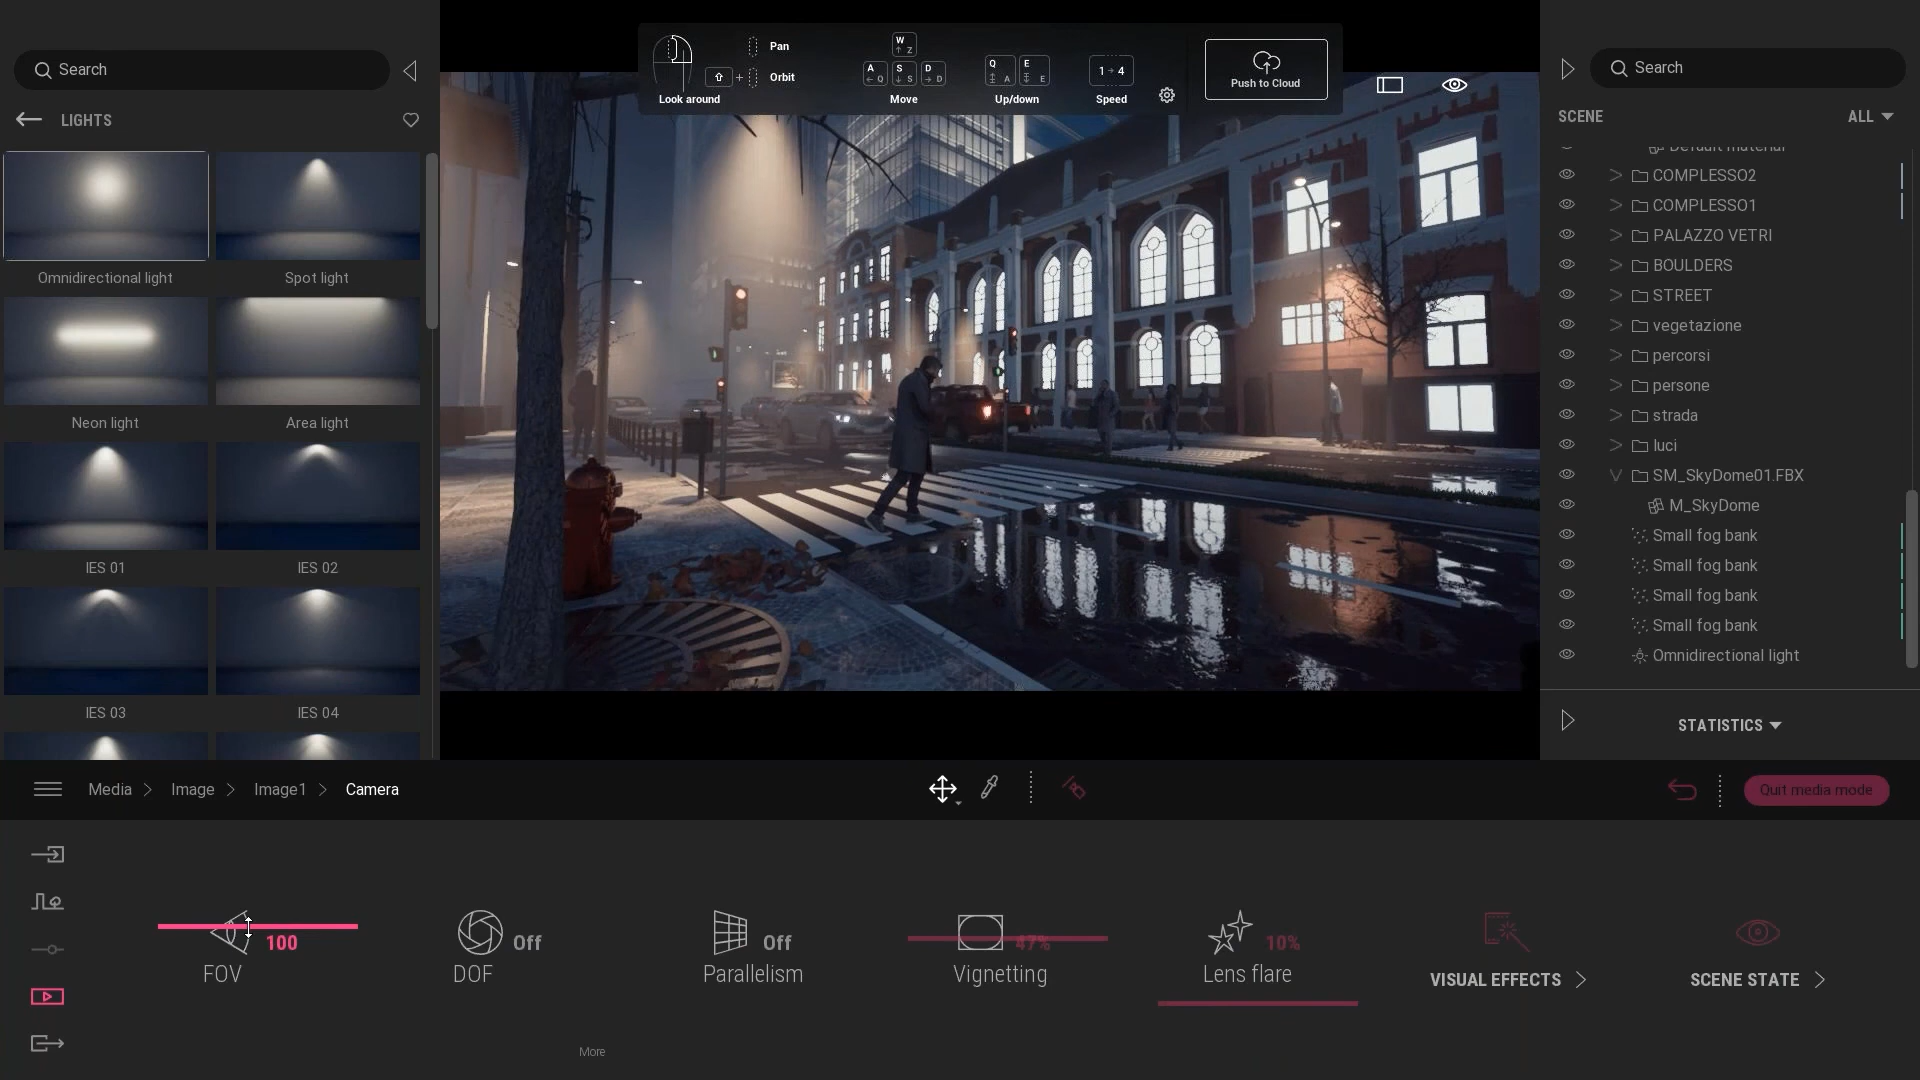 Search
LIGHTS
Omnidirectional light
Spot light
Neon light
Area light
IES 01
IES 02
IES 03
IES 04
Look around
Pan
+
Orbit
W
Z
A
Q
S
S
D
D
Move
Q
A
E
E
Up/down
1 → 4
Speed
Push to Cloud
Search
SCENE
ALL
Default material
COMPLESSO2
COMPLESSO1
PALAZZO VETRI
BOULDERS
STREET
vegetazione
percorsi
persone
strada
luci
SM_SkyDome01.FBX
M_SkyDome
Small fog bank
Small fog bank
Small fog bank
Small fog bank
Omnidirectional light
STATISTICS
Media
Image
Image1
Camera
Quit media mode
100
FOV
Off
DOF
Off
Parallelism
47%
Vignetting
10%
Lens flare
VISUAL EFFECTS
SCENE STATE
More